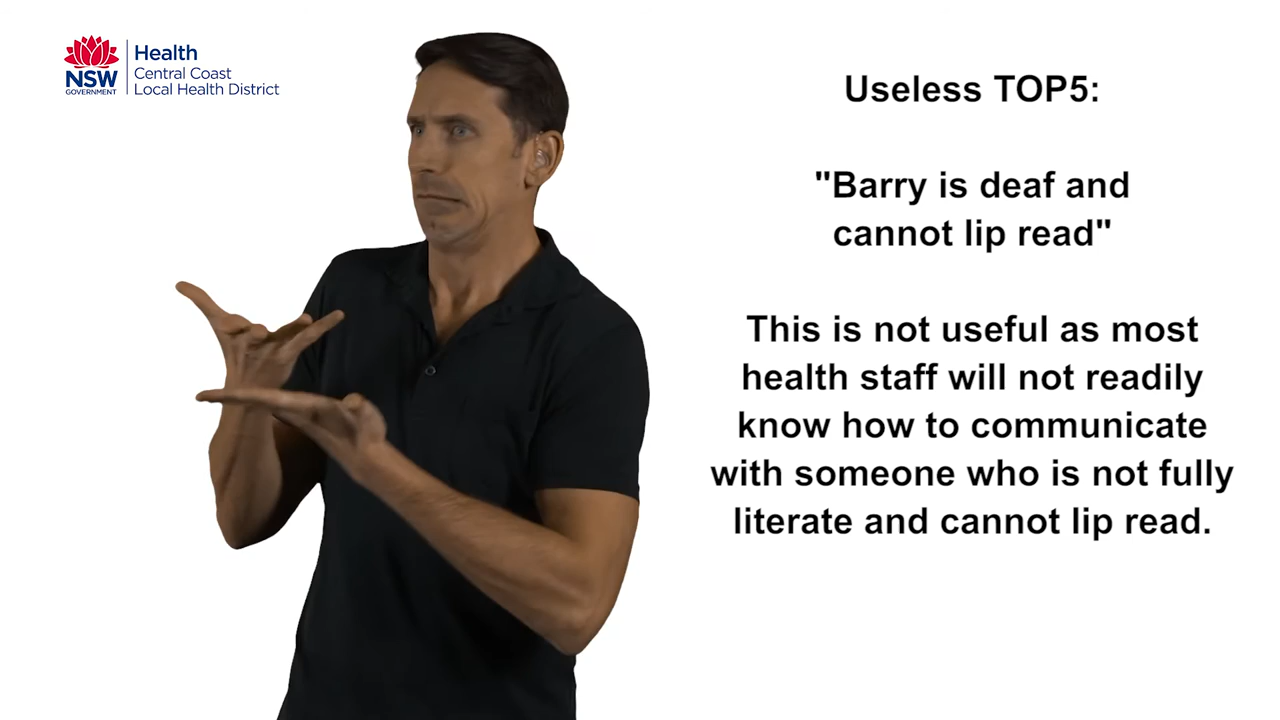 Health
Central Coast
Local Health District
NSW
GOVERNMENT
Useless TOP5:
"Barry is deaf and
cannot lip read"
This is not useful as most
health staff will not readily
know how to communicate
with someone who is not fully
literate and cannot lip read.